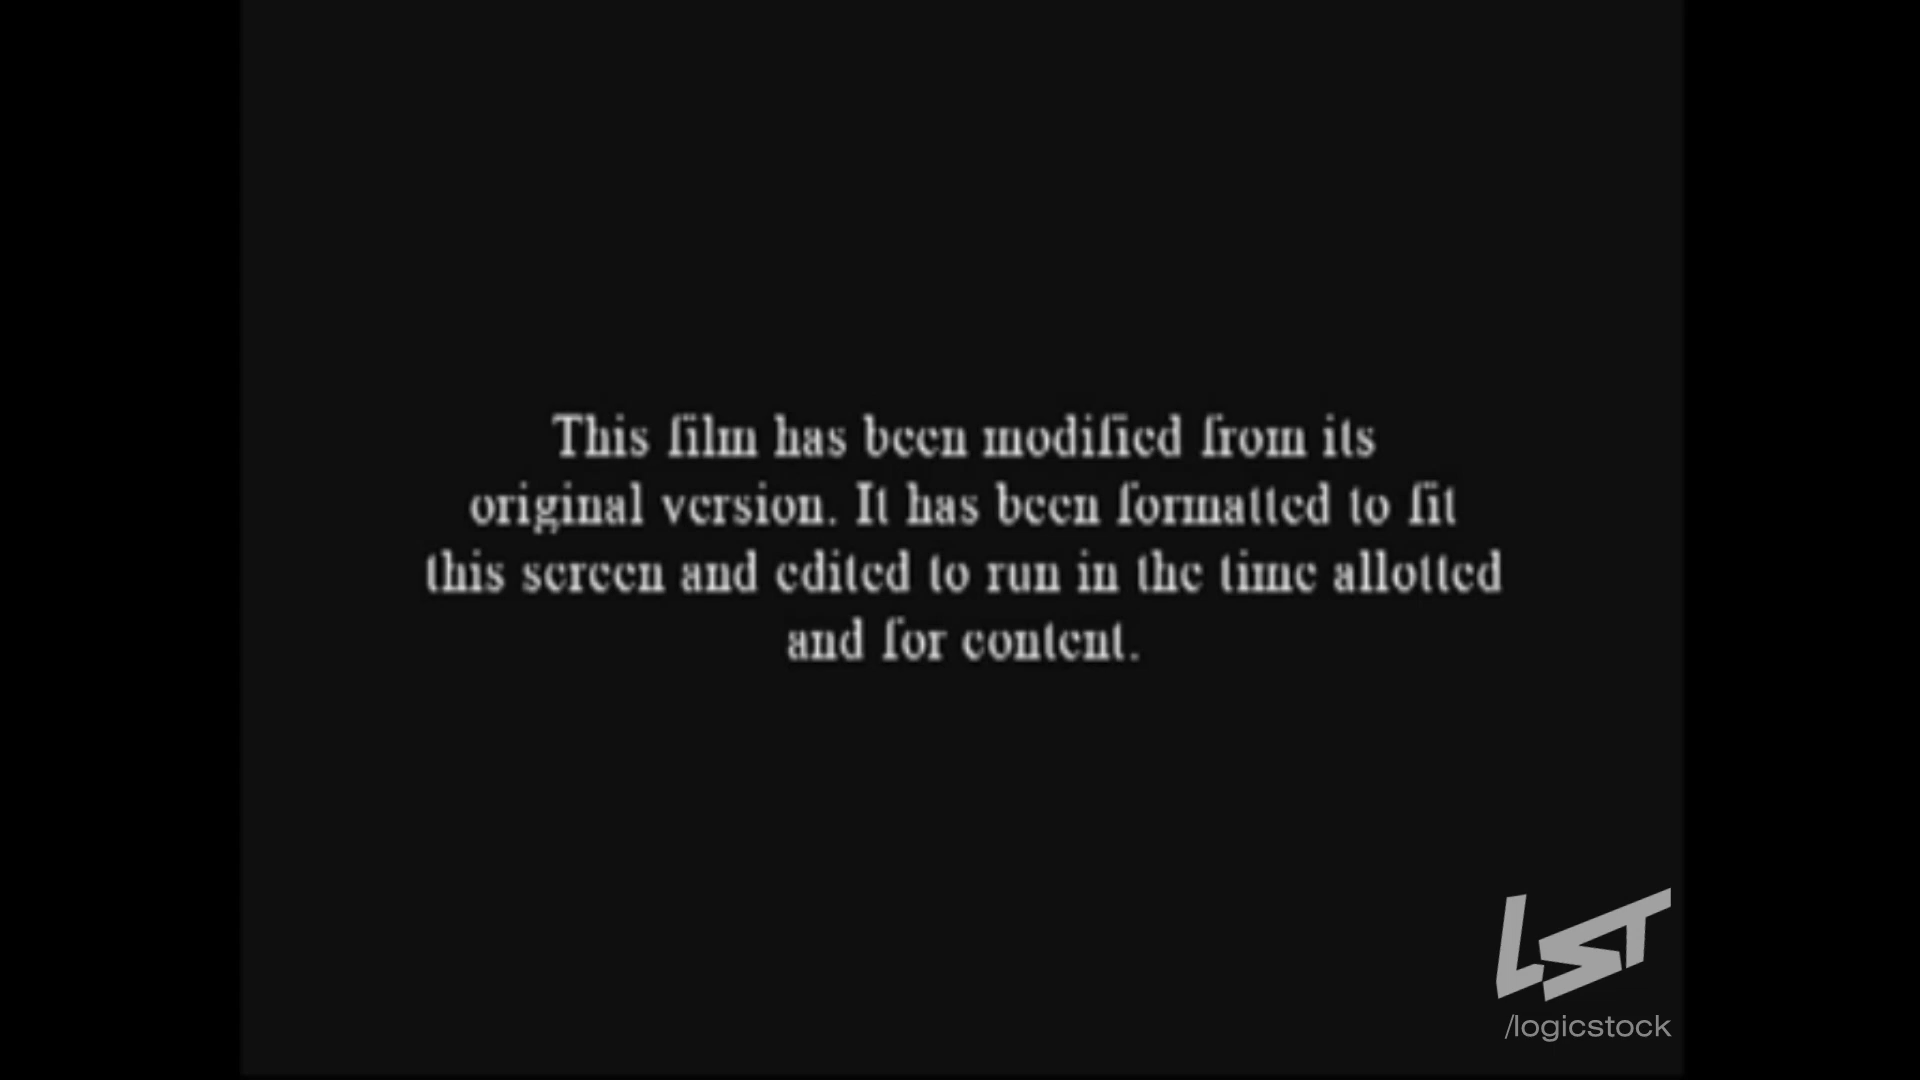 This film has been modified from its
original version. It has been formatted to fit
this screen and edited to run in the time allotted
and for content.
LST
/logicstock